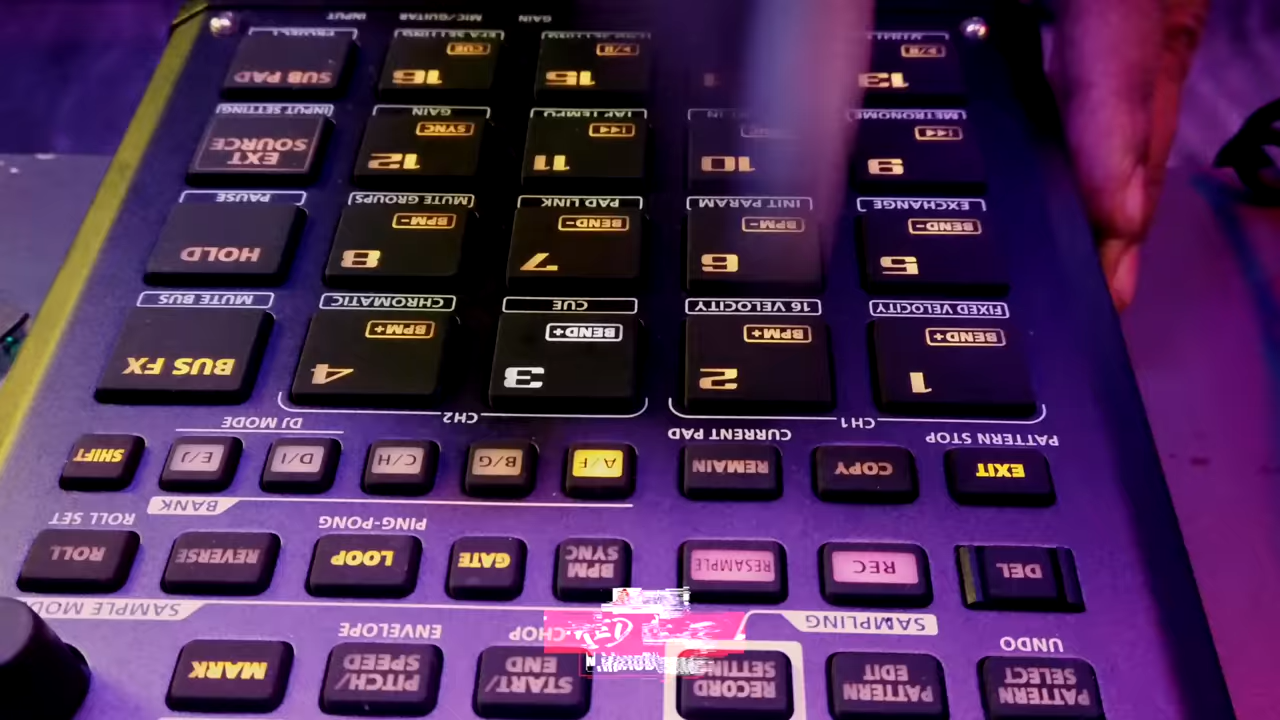 UNDO
PATTERN SELECT
PATTERN EDIT
RECORD SETTING
START/END
ENVELOPE
PITCH/SPEED
MARK
SAMPLING
DEL
REC
RESAMPLE
BPM SYNC
GATE
PING-PONG
LOOP
REVERSE
ROLL SET
ROLL
BANK
PATTERN STOP
EXIT
COPY
CURRENT PAD
REMAIN
A/F
B/G
C/H
D/I
E/J
DJ MODE
SHIFT
CH1
CH2
1 BEND+
FIXED VELOCITY
2 BPM+
16 VELOCITY
3 BEND+
CUE
4 BPM+
CHROMATIC
BUS FX
MUTE BUS
5 BEND-
EXCHANGE
6 BPM-
INIT PARAM
7 BEND-
PAD LINK
8 BPM-
MUTE GROUPS
HOLD
PAUSE
9
METRONOME
10
11
TAP TEMPO
12 SYNC
GAIN
EXT SOURCE
INPUT SETTING
13
15
16 CUE
SUB PAD
GAIN
MIC/GUITAR
INPUT